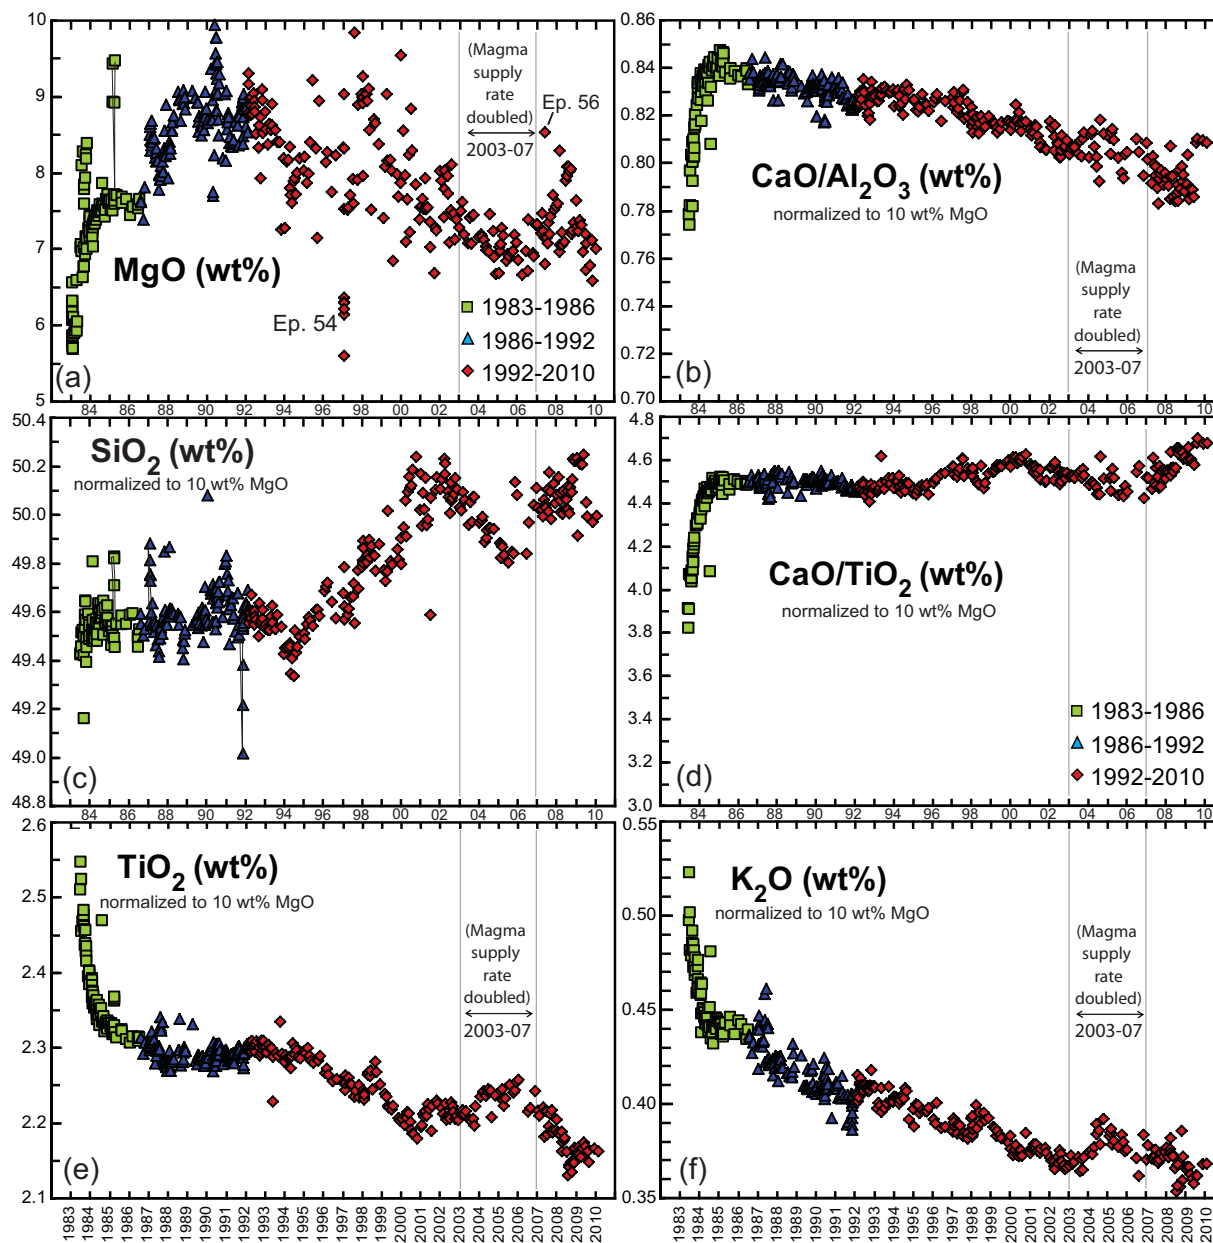 10
9
8
7
6
5
MgO (wt%)
(Magma
supply
rate
doubled)
2003-07
Ep. 56
Ep. 54
1983-1986
1986-1992
1992-2010
(a)
84 86 88 90 92 94 96 98 00 02 04 06 08 10
0.86
0.84
0.82
0.80
0.78
0.76
0.74
0.72
0.70
CaO/Al2O3 (wt%)
normalized to 10 wt% MgO
(Magma
supply
rate
doubled)
2003-07
(b)
84 86 88 90 92 94 96 98 00 02 04 06 08 10
50.4
50.2
50.0
49.8
49.6
49.4
49.2
49.0
48.8
SiO2 (wt%)
normalized to 10 wt% MgO
(c)
84 86 88 90 92 94 96 98 00 02 04 06 08 10
4.8
4.6
4.4
4.2
4.0
3.8
3.6
3.4
3.2
3.0
CaO/TiO2 (wt%)
normalized to 10 wt% MgO
1983-1986
1986-1992
1992-2010
(d)
84 86 88 90 92 94 96 98 00 02 04 06 08 10
2.6
2.5
2.4
2.3
2.2
2.1
TiO2 (wt%)
normalized to 10 wt% MgO
(Magma
supply
rate
doubled)
2003-07
(e)
1983 1984 1985 1986 1987 1988 1989 1990 1991 1992 1993 1994 1995 1996 1997 1998 1999 2000 2001 2002 2003 2004 2005 2006 2007 2008 2009 2010
0.55
0.50
0.45
0.40
0.35
K2O (wt%)
normalized to 10 wt% MgO
(Magma
supply
rate
doubled)
2003-07
(f)
1983 1984 1985 1986 1987 1988 1989 1990 1991 1992 1993 1994 1995 1996 1997 1998 1999 2000 2001 2002 2003 2004 2005 2006 2007 2008 2009 2010